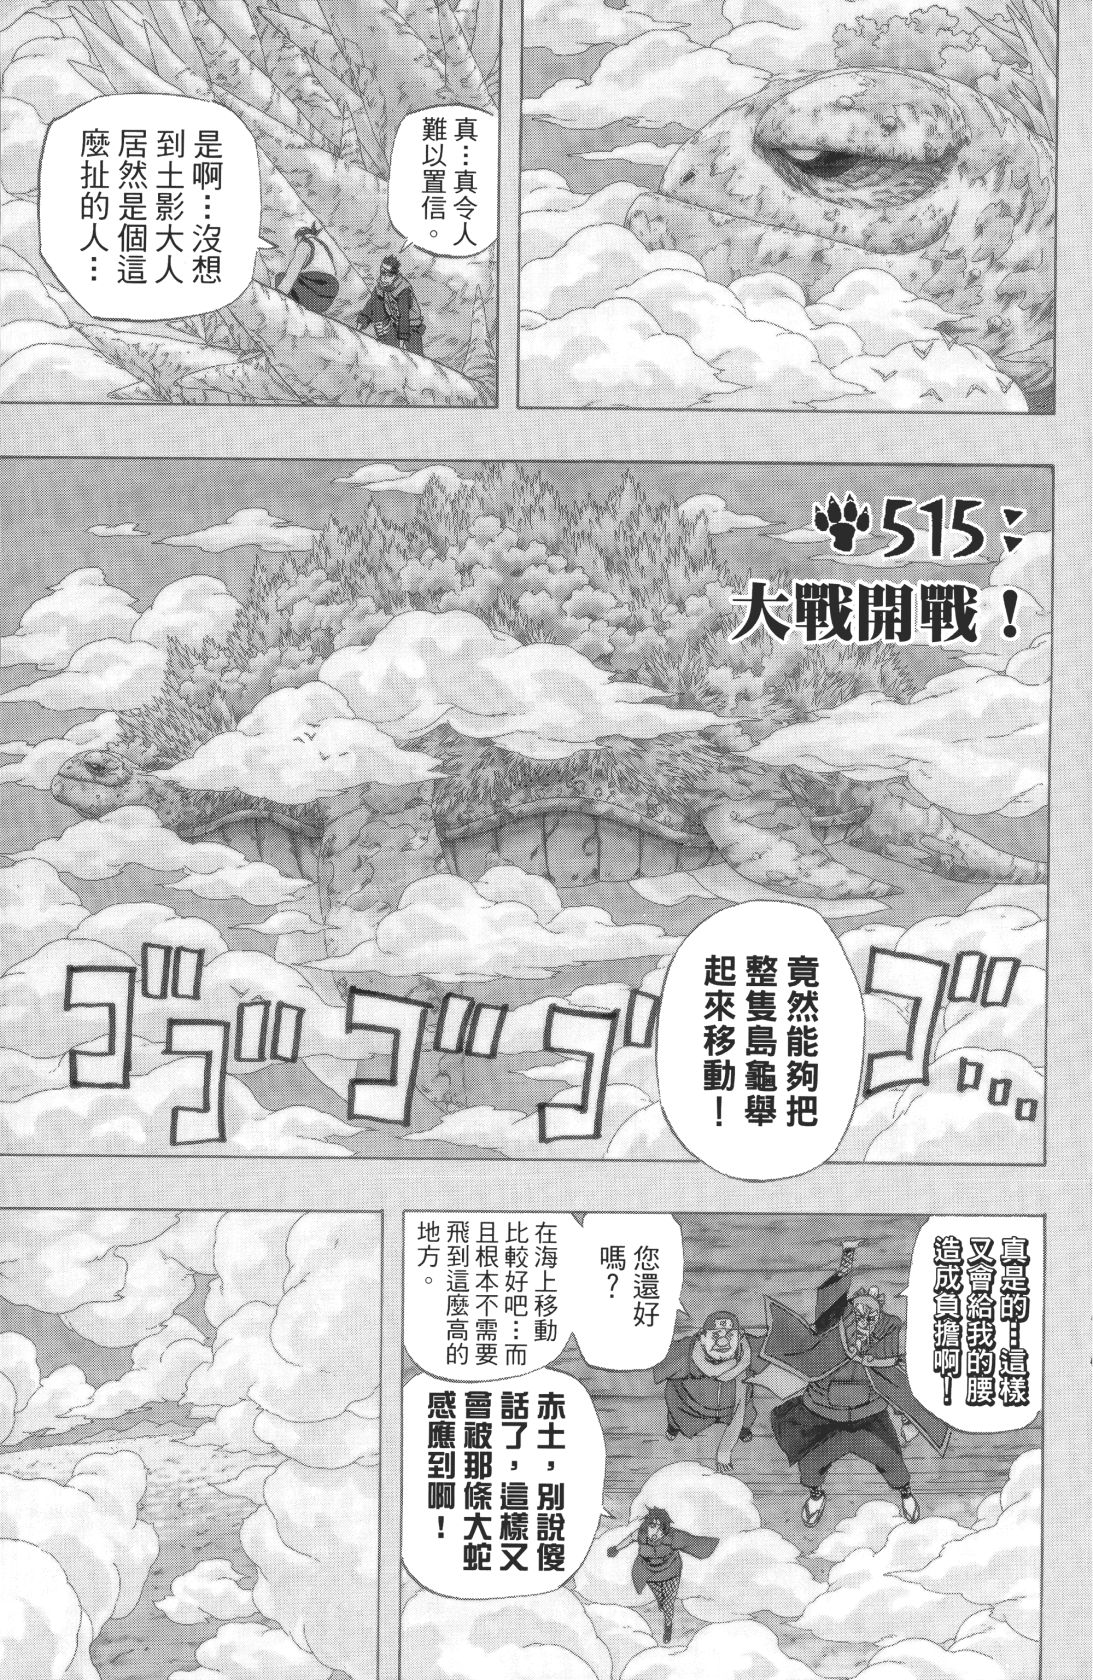 真…真令人
難以置信。
是啊…沒想
到土影大人
居然是個這
麼扯的人…
515:
大戰開戰！
竟然能夠把
整隻島龜舉
起來移動！
ゴゴゴゴゴ…
真是的…這樣
又會給我的腰
造成負擔啊！
您還好
嗎？
在海上移動
比較好吧…而
且根本不需要
飛到這麼高的
地方。
赤土，別說傻
話了，這樣又
會被那條大蛇
感應到啊！